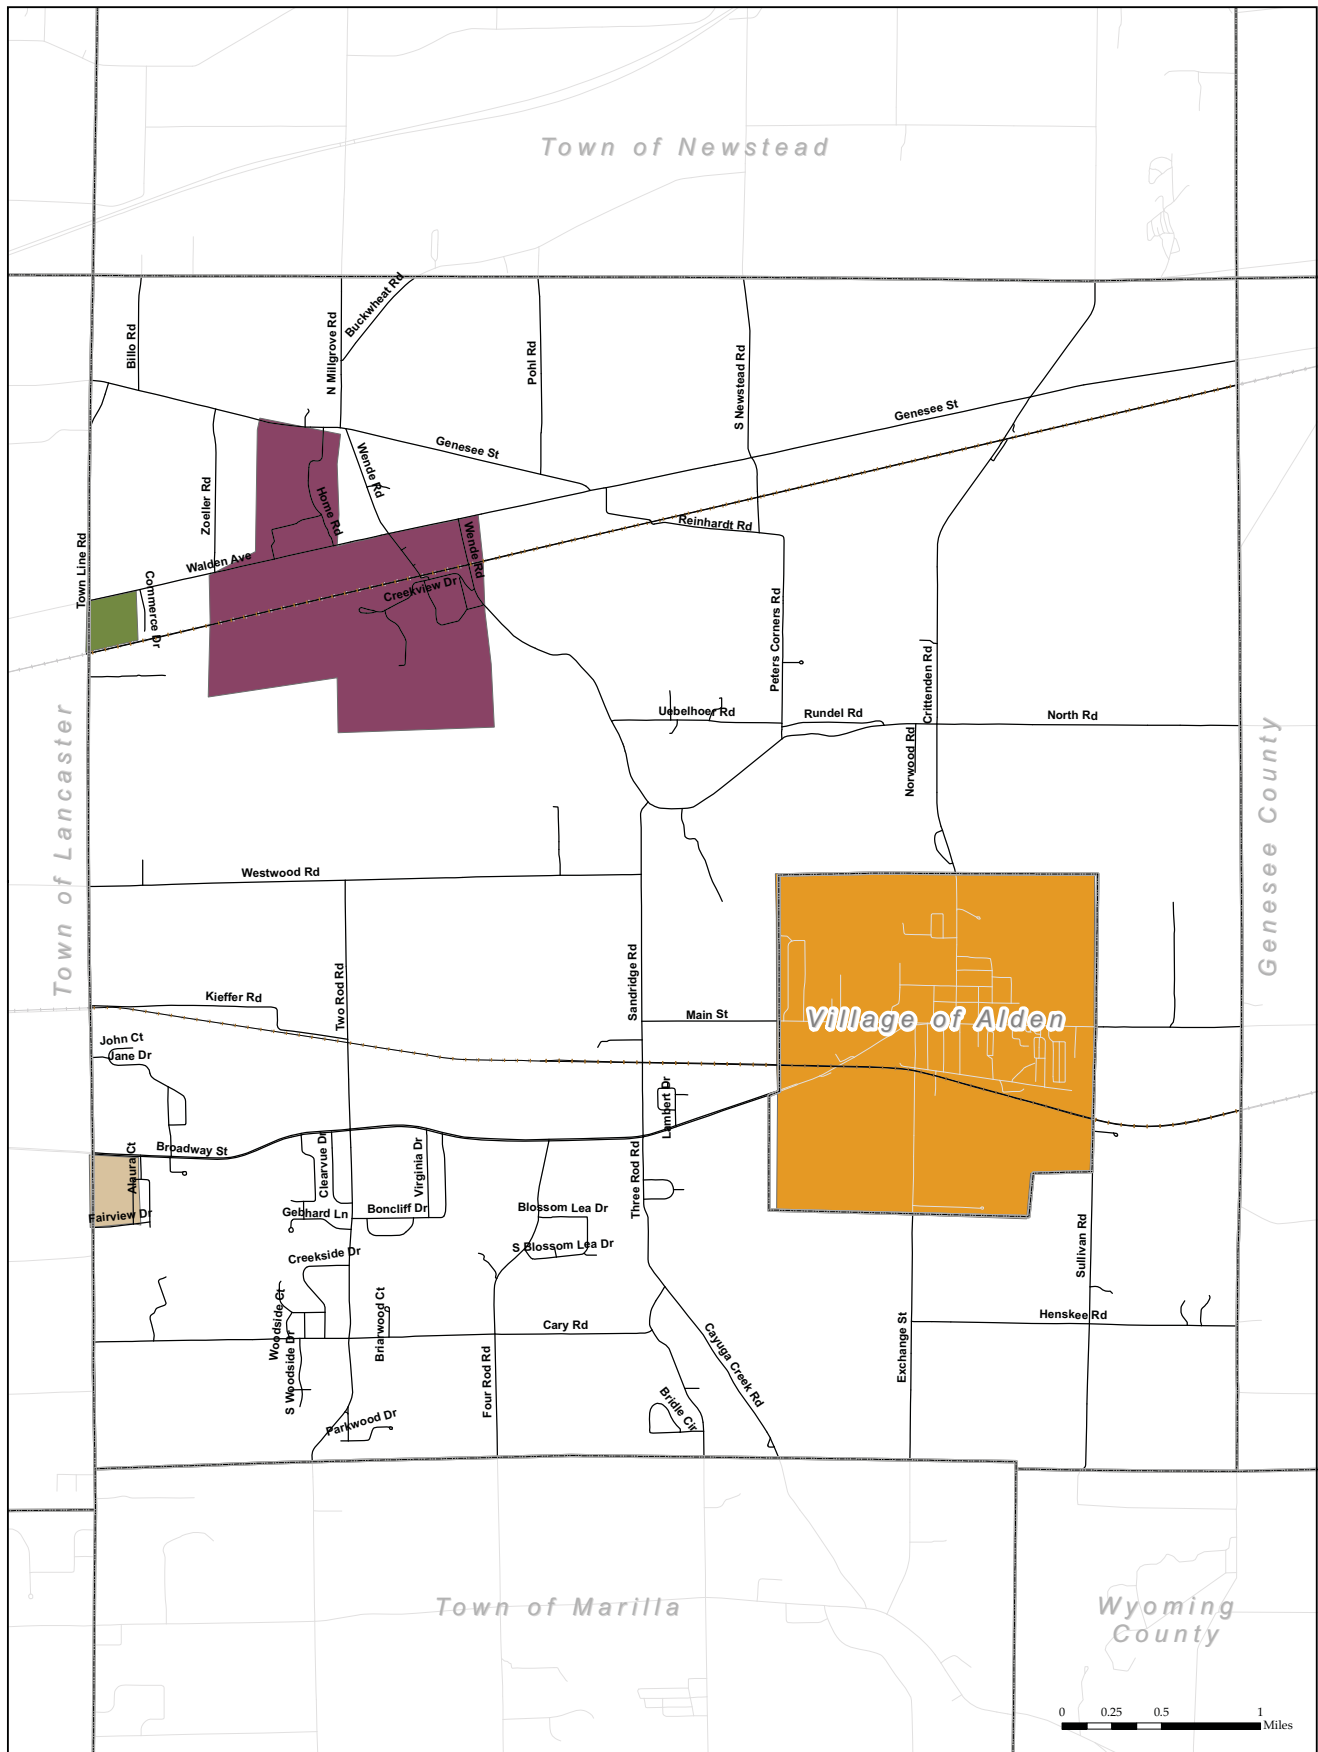 Town of Newstead
Billo Rd
N Millgrove Rd
Buckwheat Rd
Pohl Rd
S Newstead Rd
Genesee St
Genesee St
Wende Rd
Zoeller Rd
Home Rd
Reinhardt Rd
Walden Ave
Wende Rd
Town Line Rd
Commerce Dr
Creekview Dr
Peters Corners Rd
Crittenden Rd
Uebelhoer Rd
Rundel Rd
North Rd
Norwood Rd
Town of Lancaster
Genesee County
Westwood Rd
Two Rod Rd
Sandridge Rd
Kieffer Rd
Main St
Village of Alden
John Ct
Jane Dr
Lambert Dr
Broadway St
Alaura Ct
Clearvue Dr
Virginia Dr
Three Rod Rd
Fairview Dr
Gebhard Ln
Boncliff Dr
Blossom Lea Dr
S Blossom Lea Dr
Creekside Dr
Sullivan Rd
Woodside Ct
S Woodside Dr
Briarwood Ct
Cary Rd
Henskee Rd
Four Rod Rd
Cayuga Creek Rd
Exchange St
Bridle Cir
Parkwood Dr
Town of Marilla
Wyoming
County
0 0.25 0.5 1
Miles